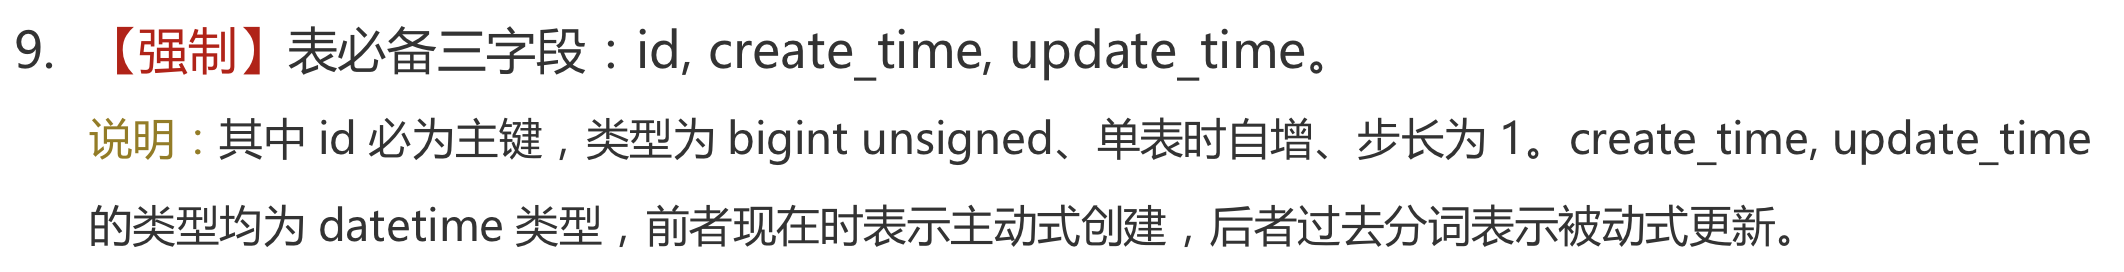 9. 【强制】表必备三字段：id, create_time, update_time。
说明：其中 id 必为主键，类型为 bigint unsigned、单表时自增、步长为 1。create_time, update_time
的类型均为 datetime 类型，前者现在时表示主动式创建，后者过去分词表示被动式更新。